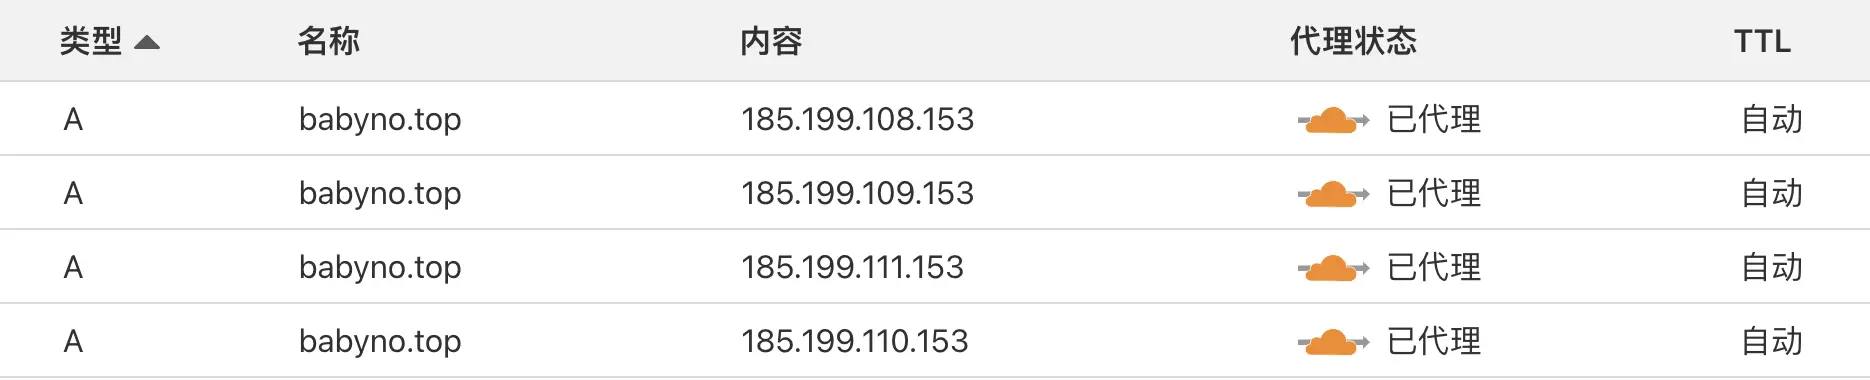 类型 名称 内容 代理状态 TTL
A babyno.top 185.199.108.153 已代理 自动
A babyno.top 185.199.109.153 已代理 自动
A babyno.top 185.199.111.153 已代理 自动
A babyno.top 185.199.110.153 已代理 自动